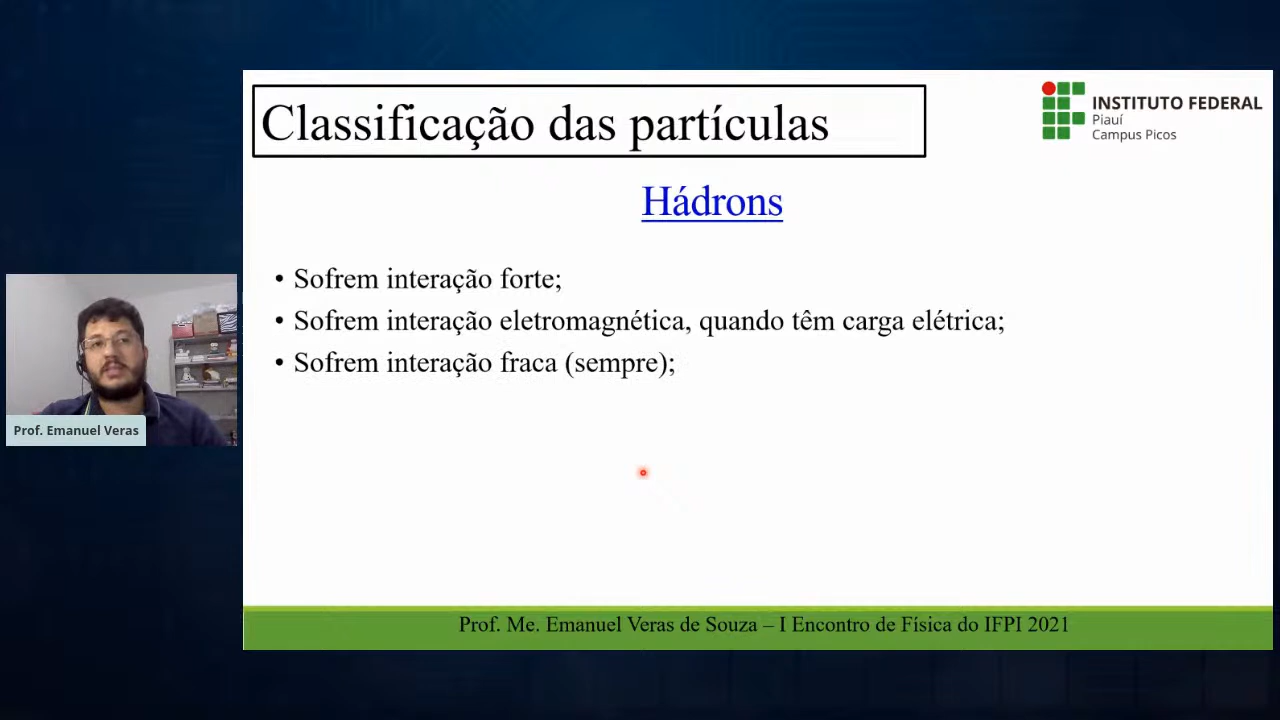 Classificação das partículas
INSTITUTO FEDERAL
Piauí
Campus Picos
Hádrons
• Sofrem interação forte;
• Sofrem interação eletromagnética, quando têm carga elétrica;
• Sofrem interação fraca (sempre);
Prof. Emanuel Veras
Prof. Me. Emanuel Veras de Souza – I Encontro de Física do IFPI 2021